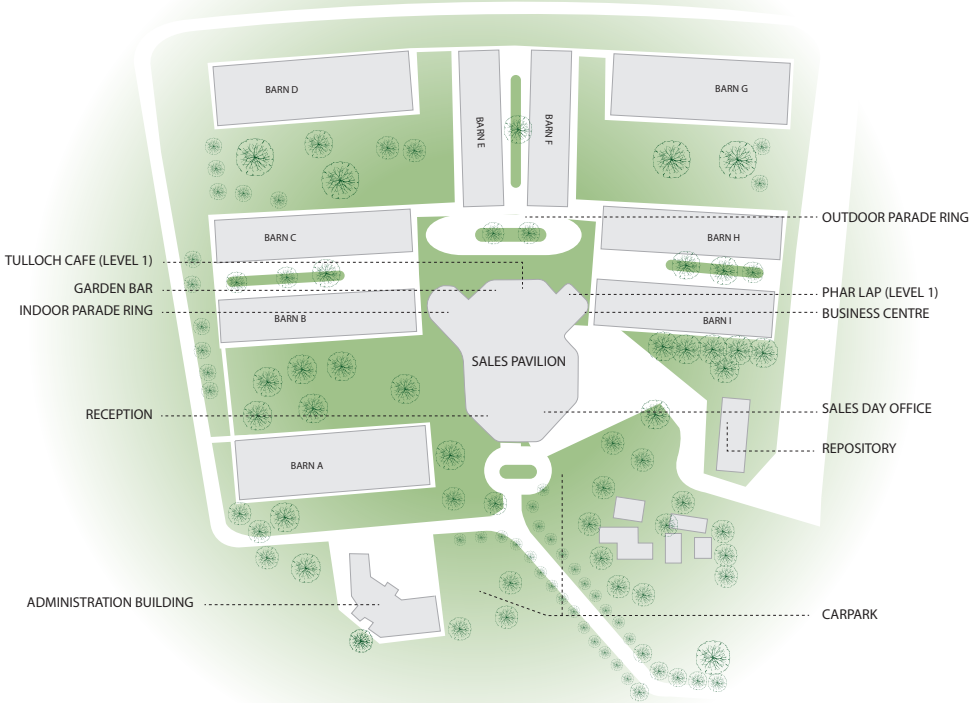 BARN D
BARN E
BARN F
BARN G
BARN C
BARN H
OUTDOOR PARADE RING
TULLOCH CAFE (LEVEL 1)
GARDEN BAR
INDOOR PARADE RING
BARN B
PHAR LAP (LEVEL 1)
BUSINESS CENTRE
BARN I
SALES PAVILION
RECEPTION
SALES DAY OFFICE
REPOSITORY
BARN A
ADMINISTRATION BUILDING
CARPARK